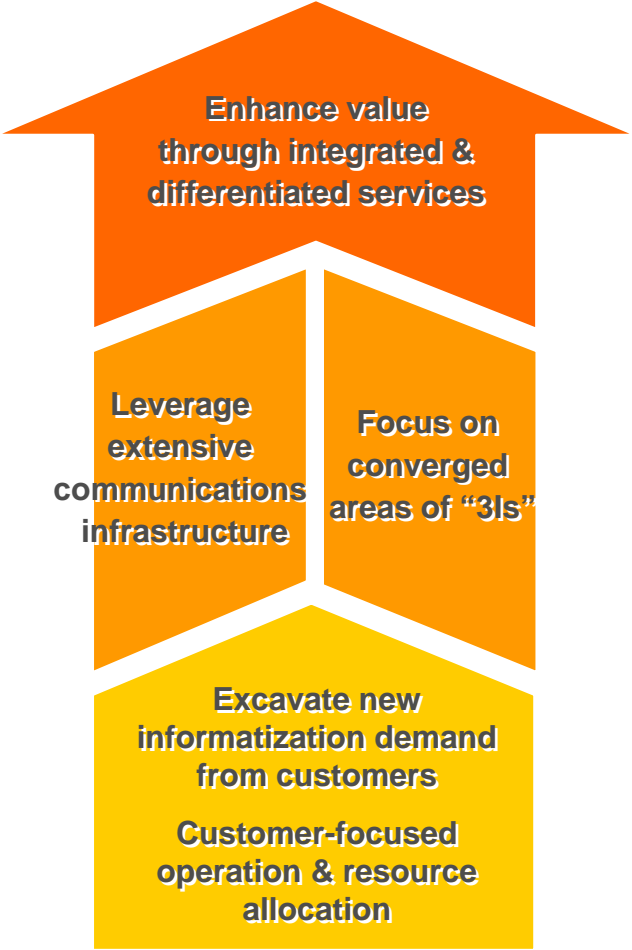 Enhance value
through integrated &
differentiated services
Leverage
extensive
communications
infrastructure
Focus on
converged
areas of “3Is”
Excavate new
informatization demand
from customers
Customer-focused
operation & resource
allocation